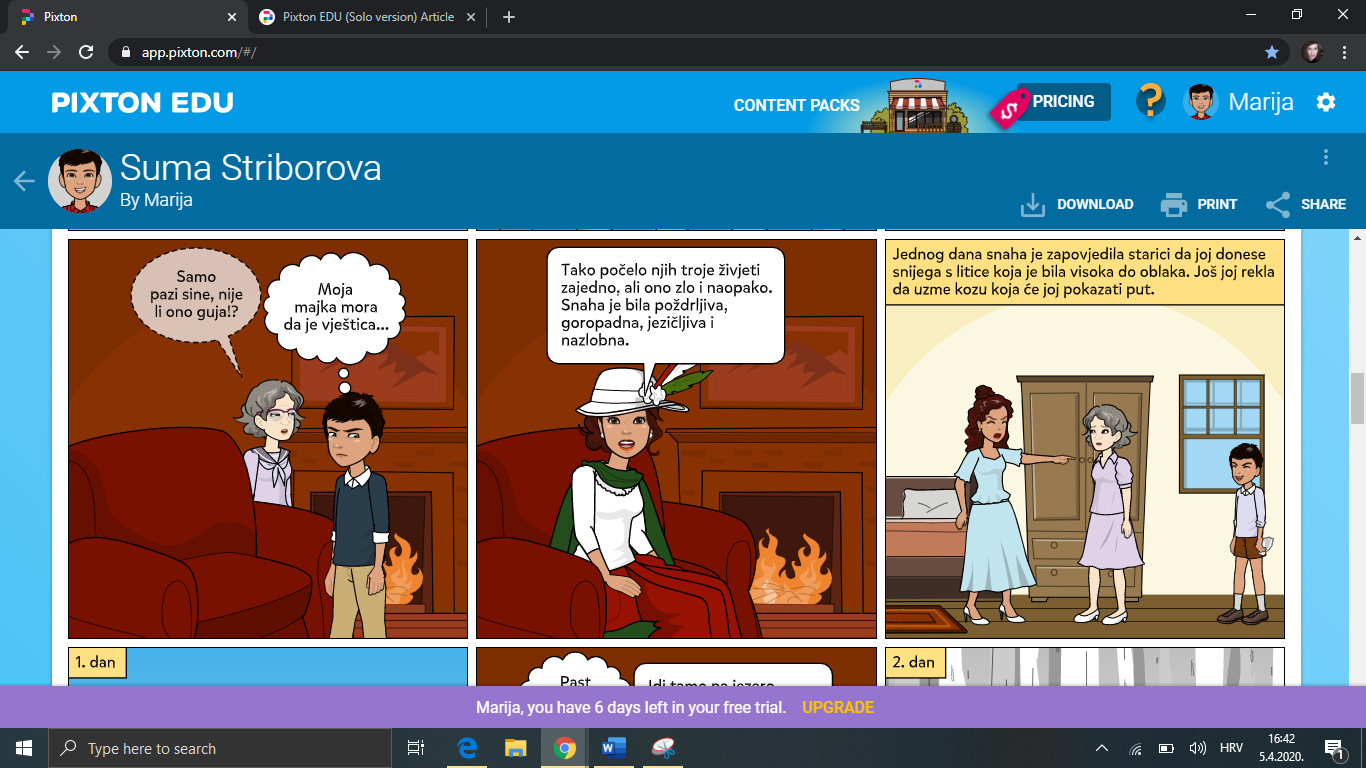 Pixton
Pixton EDU (Solo version) Article
app.pixton.com/#/
PIXTON EDU
CONTENT PACKS
PRICING
?
Marija
Suma Striborova
By Marija
DOWNLOAD
PRINT
SHARE
Samo
pazi sine, nije
li ono guja!?
Moja
majka mora
da je vještica...
Tako počelo njih troje živjeti
zajedno, ali ono zlo i naopako.
Snaha je bila poždrljiva,
goropadna, jezičljiva i
nazlobna.
Jednog dana snaha je zapovjedila starici da joj donese
snijega s litice koja je bila visoka do oblaka. Još joj rekla
da uzme kozu koja će joj pokazati put.
1. dan
Past
Idi tamo na jezero
2. dan
Marija, you have 6 days left in your free trial. UPGRADE
Type here to search
HRV
16:42
5.4.2020.
1